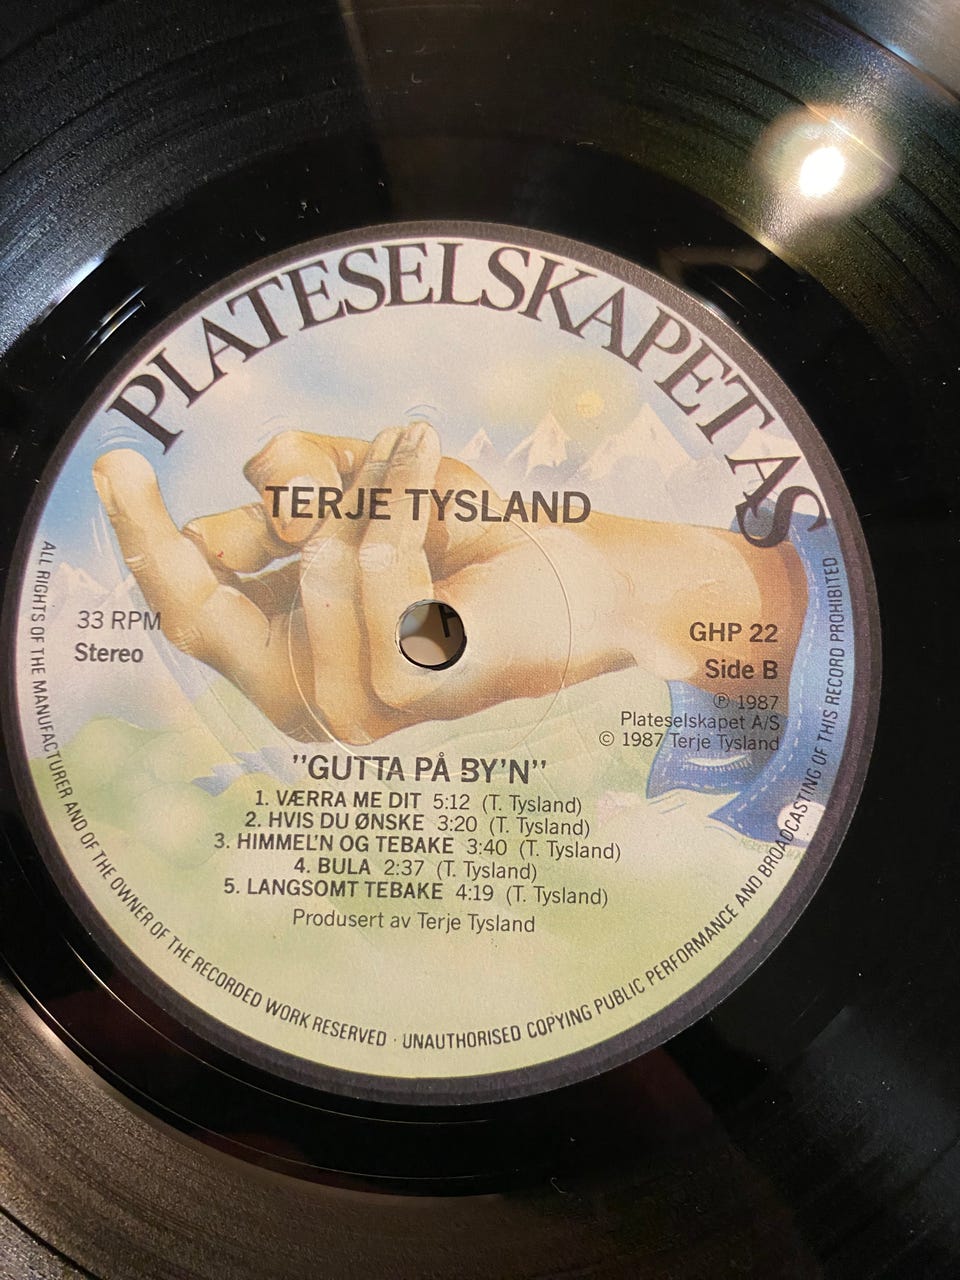 PLATESELSKAPET AS
TERJE TYSLAND
33 RPM
Stereo
GHP 22
Side B
℗ 1987
Plateselskapet A/S
© 1987 Terje Tysland
"GUTTA PÅ BY'N"
1. VÆRRA ME DIT 5:12 (T. Tysland)
2. HVIS DU ØNSKE 3:20 (T. Tysland)
3. HIMMEL'N OG TEBAKE 3:40 (T. Tysland)
4. BULA 2:37 (T. Tysland)
5. LANGSOMT TEBAKE 4:19 (T. Tysland)
Produsert av Terje Tysland
ALL RIGHTS OF THE MANUFACTURER AND OF THE OWNER OF THE RECORDED WORK RESERVED · UNAUTHORISED COPYING PUBLIC PERFORMANCE AND BROADCASTING OF THIS RECORD PROHIBITED